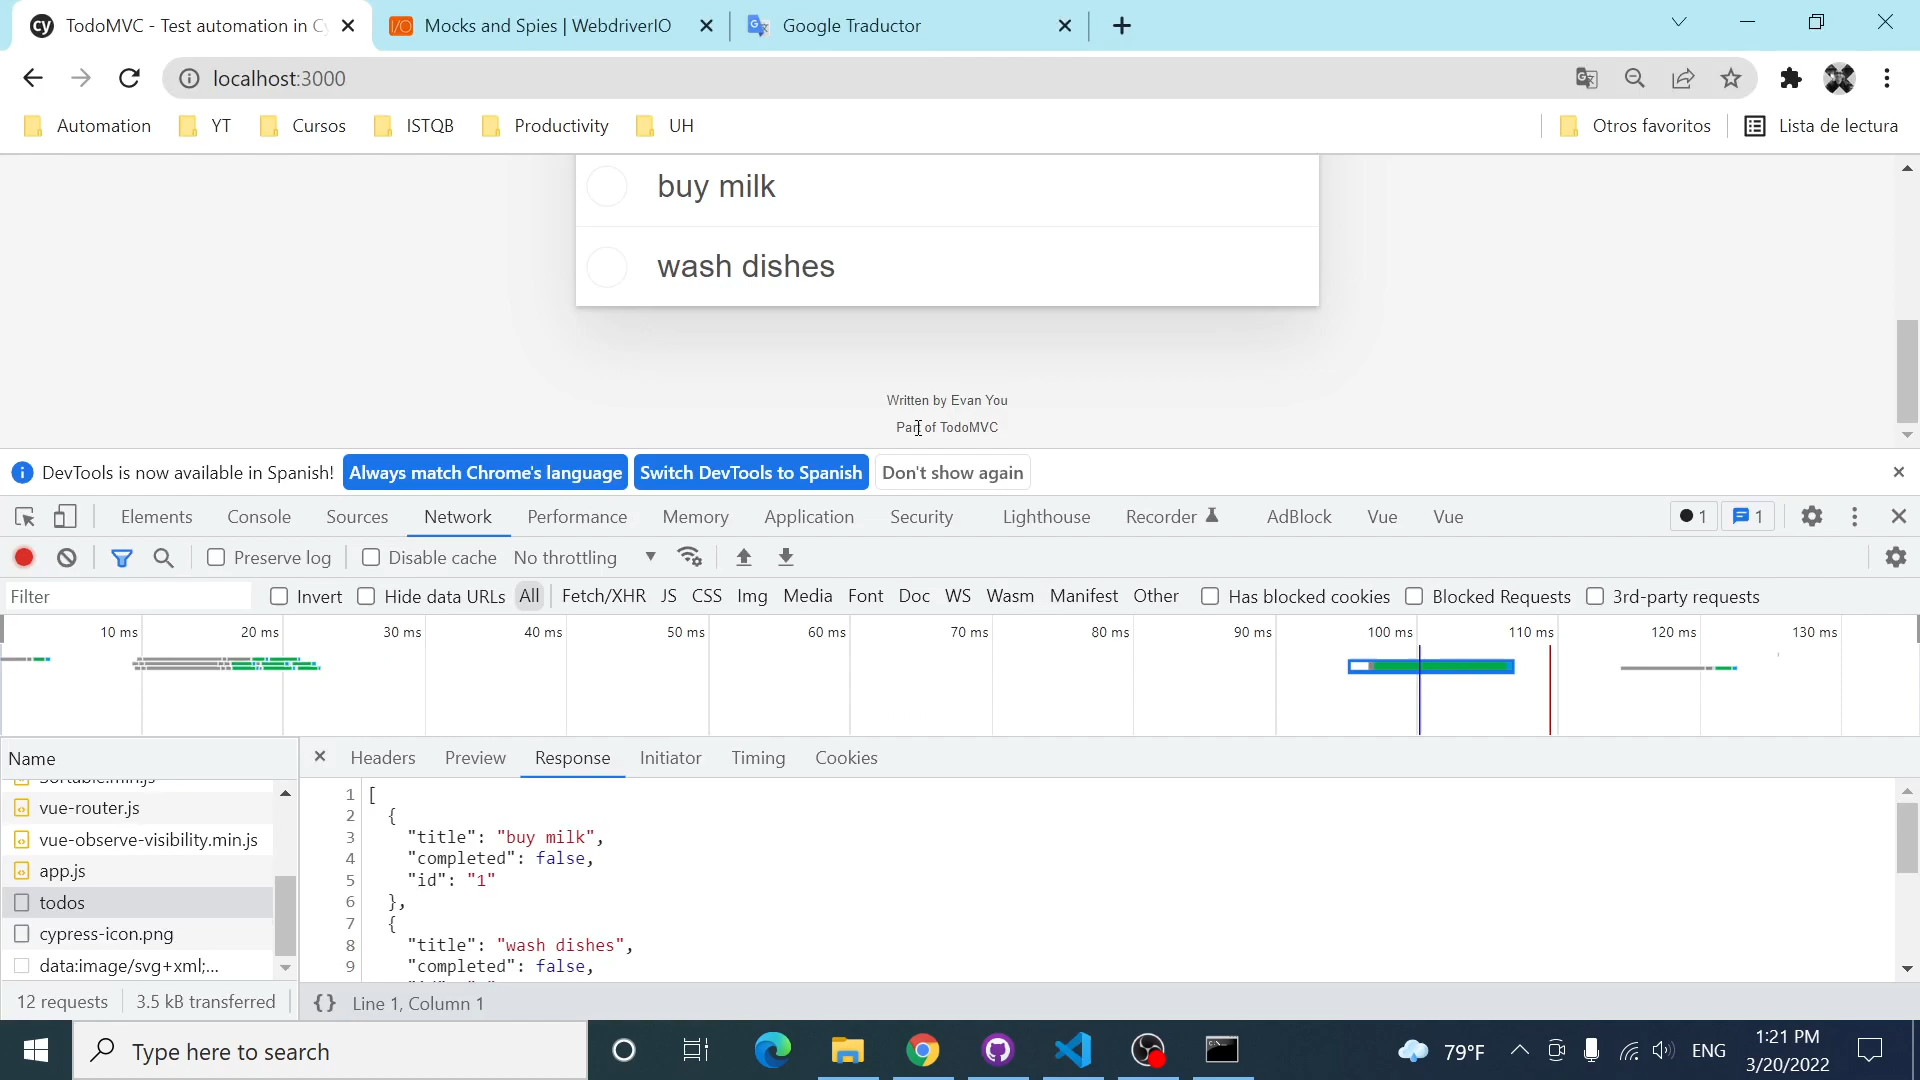 TodoMVC - Test automation in Cy
Mocks and Spies | WebdriverIO
Google Traductor
localhost:3000
Automation
YT
Cursos
ISTQB
Productivity
UH
Otros favoritos
Lista de lectura
buy milk
wash dishes
Written by Evan You
Part of TodoMVC
DevTools is now available in Spanish!
Always match Chrome's language
Switch DevTools to Spanish
Don't show again
Elements
Console
Sources
Network
Performance
Memory
Application
Security
Lighthouse
Recorder
AdBlock
Vue
Vue
1
1
Preserve log
Disable cache
No throttling
Filter
Invert
Hide data URLs
All
Fetch/XHR
JS
CSS
Img
Media
Font
Doc
WS
Wasm
Manifest
Other
Has blocked cookies
Blocked Requests
3rd-party requests
10 ms
20 ms
30 ms
40 ms
50 ms
60 ms
70 ms
80 ms
90 ms
100 ms
110 ms
120 ms
130 ms
Name
Headers
Preview
Response
Initiator
Timing
Cookies
Sortable.min.js
vue-router.js
vue-observe-visibility.min.js
app.js
todos
cypress-icon.png
data:image/svg+xml;...
1 [
2 {
3 "title": "buy milk",
4 "completed": false,
5 "id": "1"
6 },
7 {
8 "title": "wash dishes",
9 "completed": false,
12 requests
3.5 kB transferred
{ } Line 1, Column 1
Type here to search
79°F
ENG
1:21 PM
3/20/2022